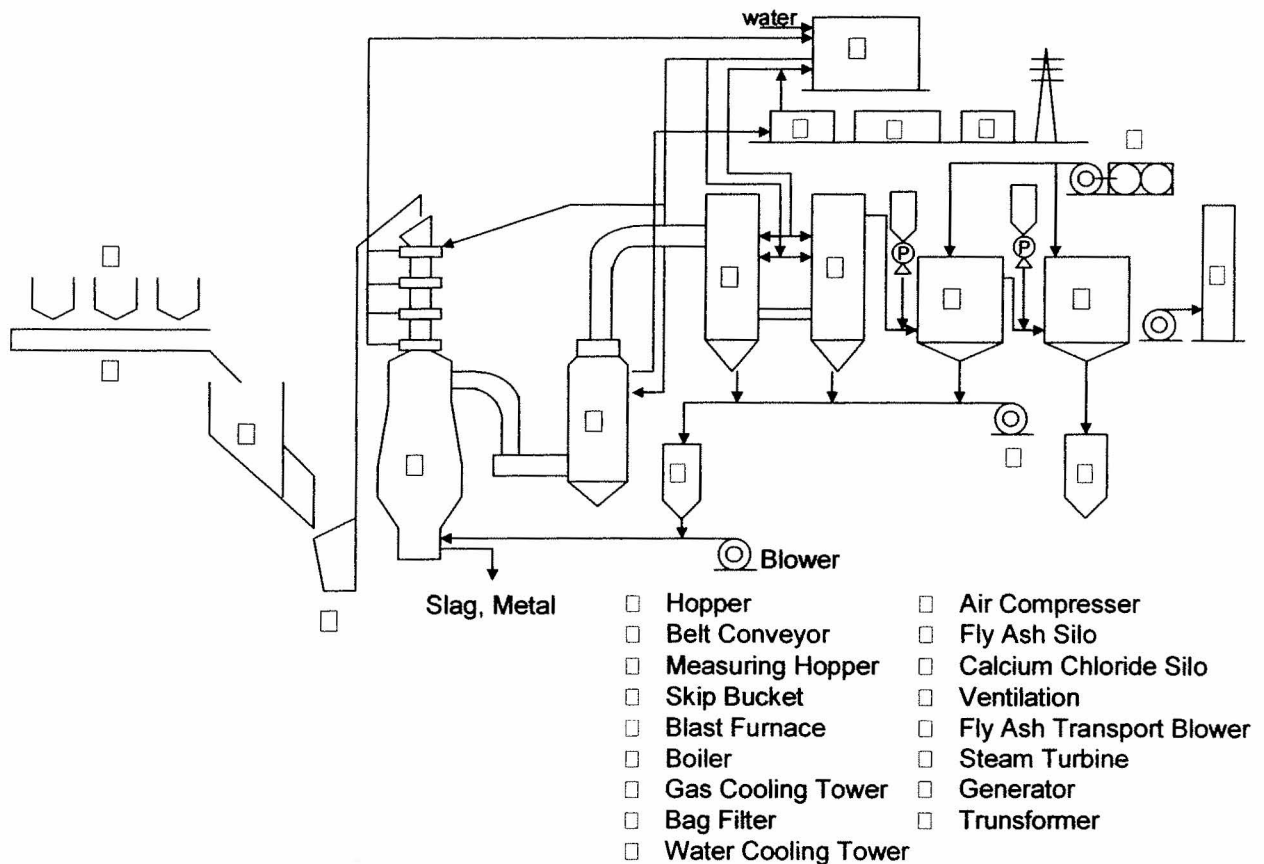 water
P
P
Blower
Slag, Metal
Hopper
Belt Conveyor
Measuring Hopper
Skip Bucket
Blast Furnace
Boiler
Gas Cooling Tower
Bag Filter
Water Cooling Tower
Air Compresser
Fly Ash Silo
Calcium Chloride Silo
Ventilation
Fly Ash Transport Blower
Steam Turbine
Generator
Trunsformer